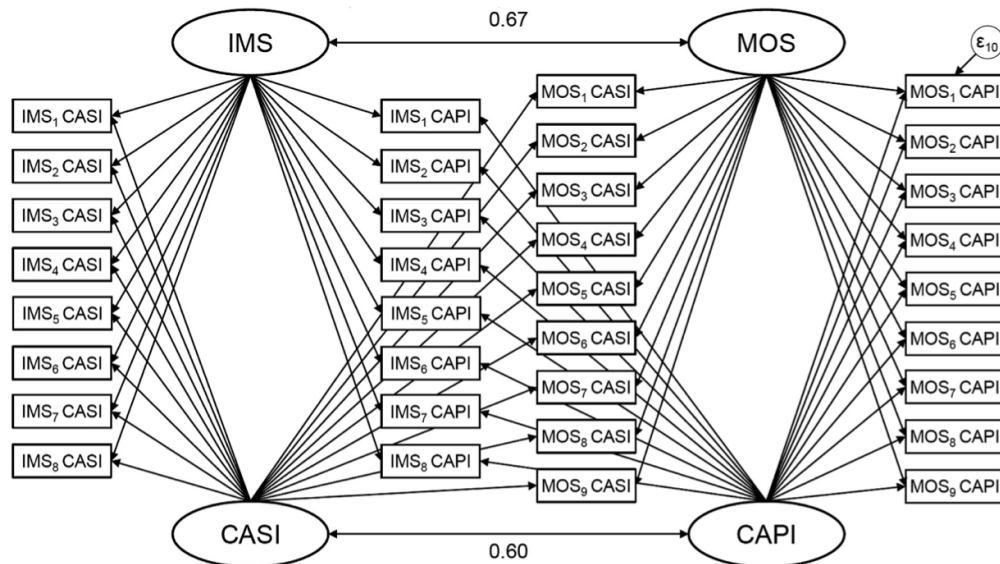 0.67
IMS
MOS
ε₁₀
IMS₁ CASI
IMS₂ CASI
IMS₃ CASI
IMS₄ CASI
IMS₅ CASI
IMS₆ CASI
IMS₇ CASI
IMS₈ CASI
IMS₁ CAPI
IMS₂ CAPI
IMS₃ CAPI
IMS₄ CAPI
IMS₅ CAPI
IMS₆ CAPI
IMS₇ CAPI
IMS₈ CAPI
MOS₁ CASI
MOS₂ CASI
MOS₃ CASI
MOS₄ CASI
MOS₅ CASI
MOS₆ CASI
MOS₇ CASI
MOS₈ CASI
MOS₉ CASI
MOS₁ CAPI
MOS₂ CAPI
MOS₃ CAPI
MOS₄ CAPI
MOS₅ CAPI
MOS₆ CAPI
MOS₇ CAPI
MOS₈ CAPI
MOS₉ CAPI
CASI
CAPI
0.60